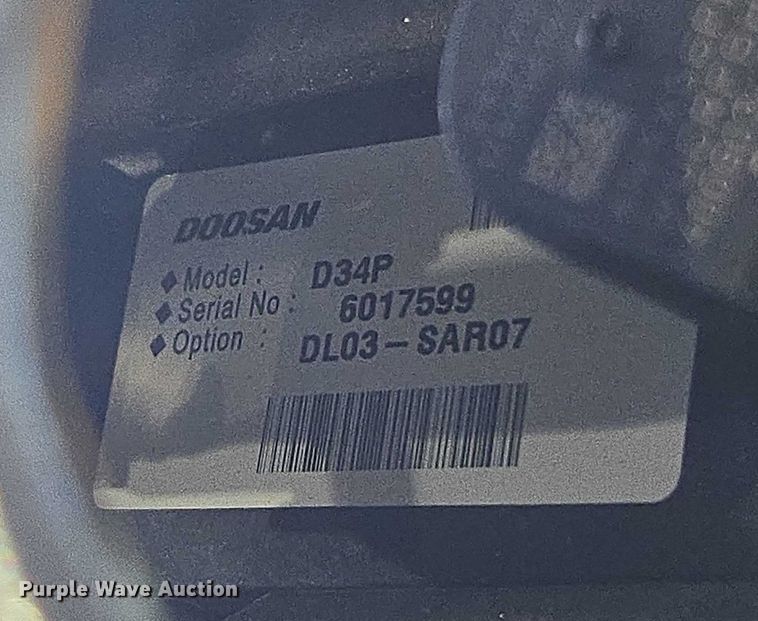 DOOSAN
◆ Model : D34P
◆ Serial No : 6017599
◆ Option : DL03-SAR07
Purple Wave Auction®